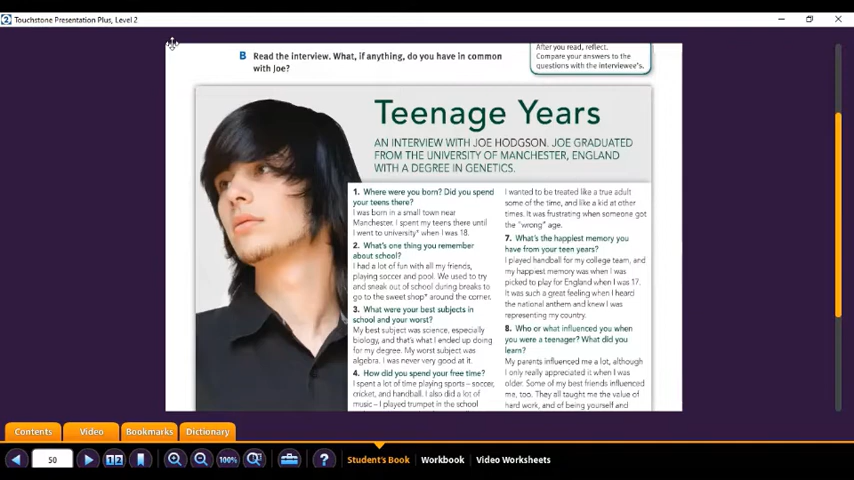 Touchstone Presentation Plus, Level 2
B Read the interview. What, if anything, do you have in common
with Joe?
After you read, reflect.
Compare your answers to the
questions with the interviewee's.
Teenage Years
AN INTERVIEW WITH JOE HODGSON. JOE GRADUATED
FROM THE UNIVERSITY OF MANCHESTER, ENGLAND
WITH A DEGREE IN GENETICS.
1. Where were you born? Did you spend
your teens there?
I was born in a small town near
Manchester. I spent my teens there until
I went to university* when I was 18.
2. What's one thing you remember
about school?
I had a lot of fun with all my friends,
playing soccer and pool. We used to try
and sneak out of school during breaks to
go to the sweet shop* around the corner.
3. What were your best subjects in
school and your worst?
My best subject was science, especially
biology, and that's what I ended up doing
for my degree. My worst subject was
algebra. I was never very good at it.
4. How did you spend your free time?
I spent a lot of time playing sports – soccer,
cricket, and handball. I also did a lot of
music – I played trumpet in the school
I wanted to be treated like a true adult
some of the time, and like a kid at other
times. It was frustrating when someone got
the "wrong" age.
7. What's the happiest memory you
have from your teen years?
I played handball for my college team, and
my happiest memory was when I was
picked to play for England when I was 17.
It was such a great feeling when I heard
the national anthem and knew I was
representing my country.
8. Who or what influenced you when
you were a teenager? What did you
learn?
My parents influenced me a lot, although
I only really appreciated it when I was
older. Some of my best friends influenced
me, too. They all taught me the value of
hard work, and of being yourself and
Contents
Video
Bookmarks
Dictionary
50
12
100%
?
Student's Book
Workbook
Video Worksheets